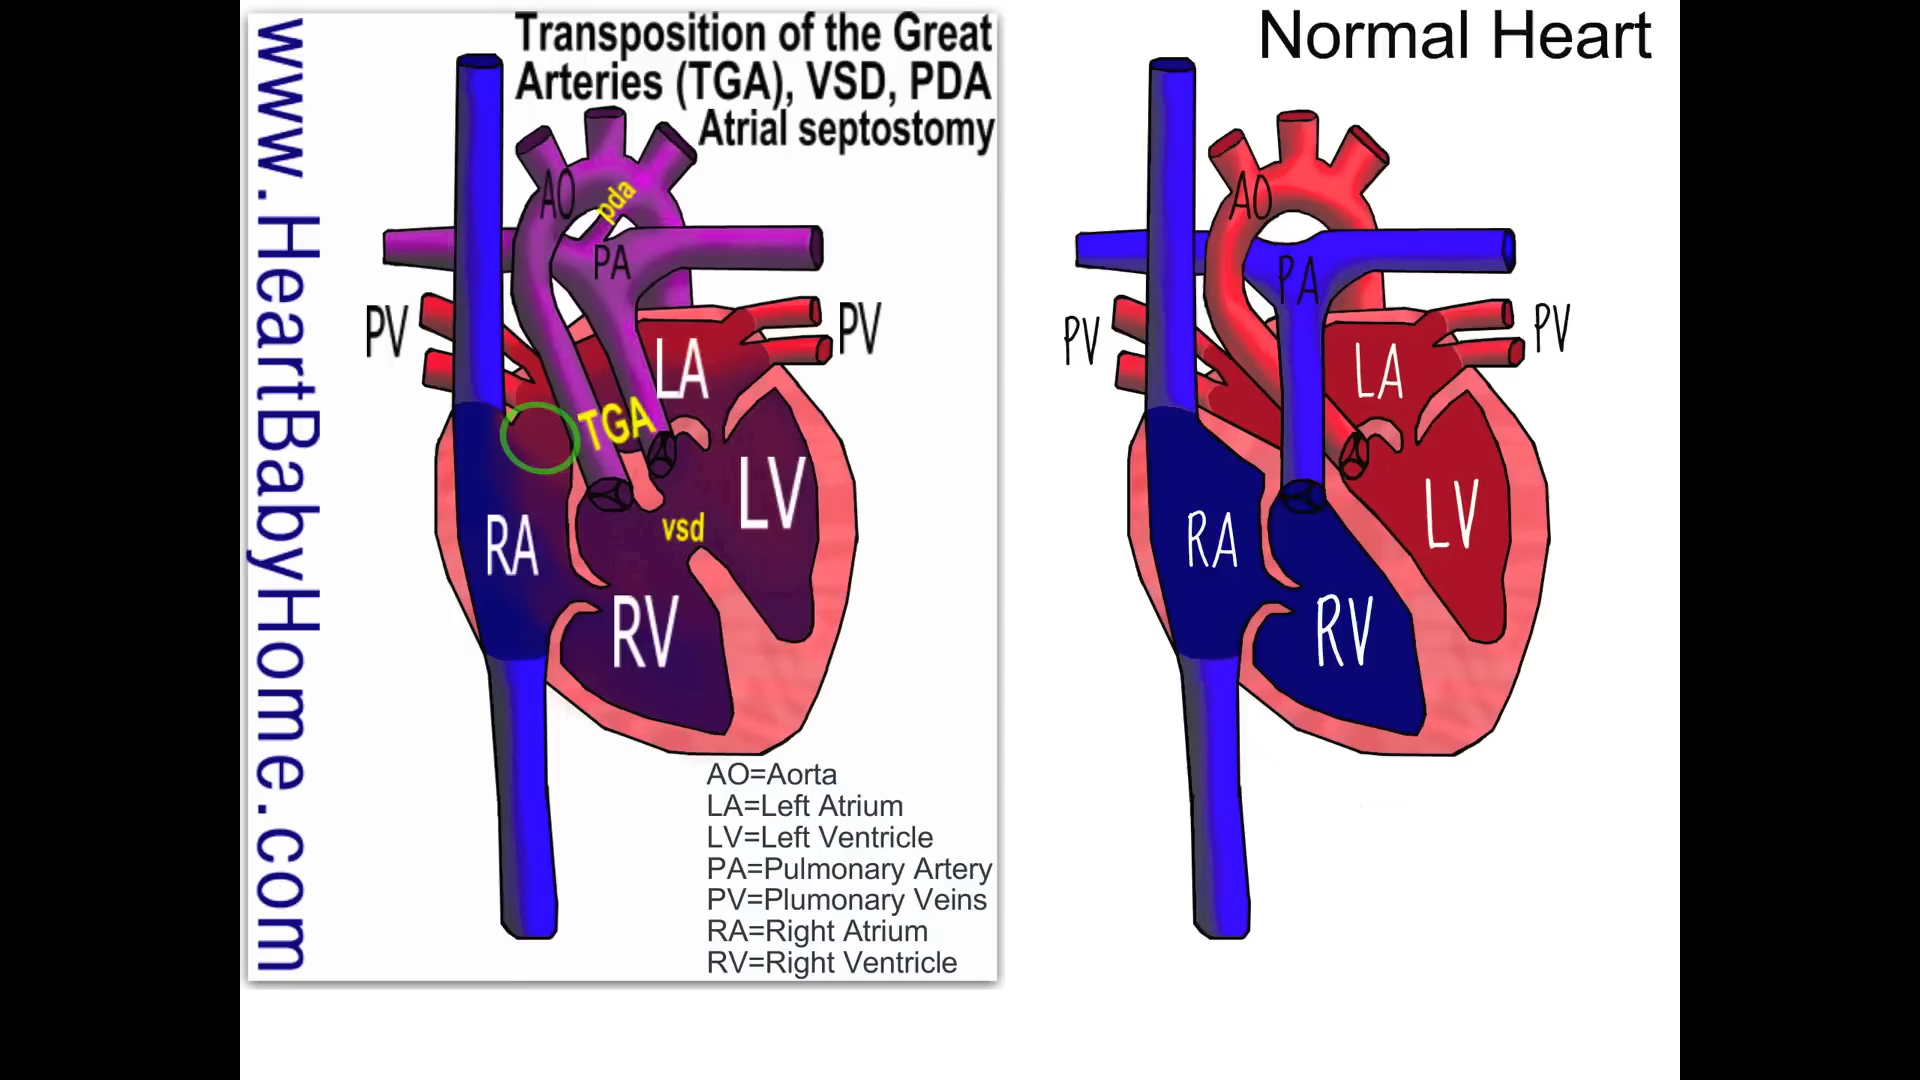 www.HeartBabyHome.com
Transposition of the Great
Arteries (TGA), VSD, PDA
Atrial septostomy
AO
pda
PA
PV
PV
LA
TGA
LV
vsd
RA
RV
AO=Aorta
LA=Left Atrium
LV=Left Ventricle
PA=Pulmonary Artery
PV=Plumonary Veins
RA=Right Atrium
RV=Right Ventricle
Normal Heart
AO
PA
PV
PV
LA
LV
RA
RV